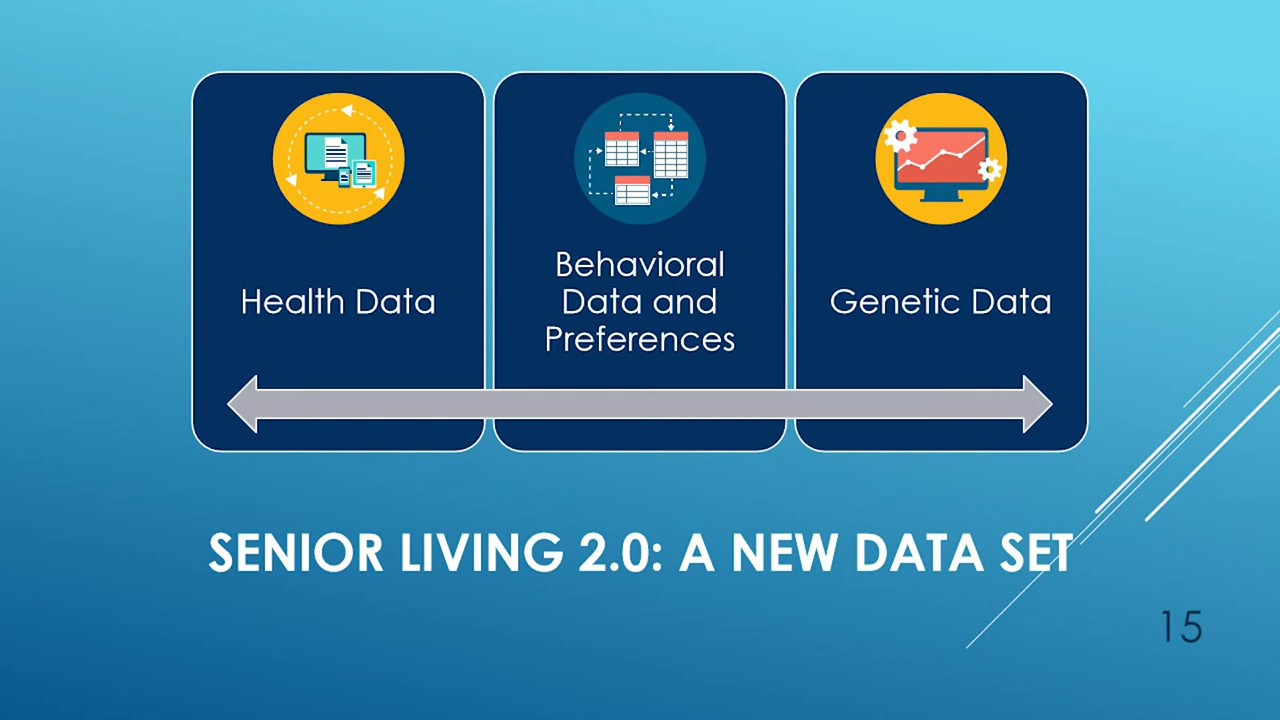 Health Data
Behavioral
Data and
Preferences
Genetic Data
SENIOR LIVING 2.0: A NEW DATA SET
15